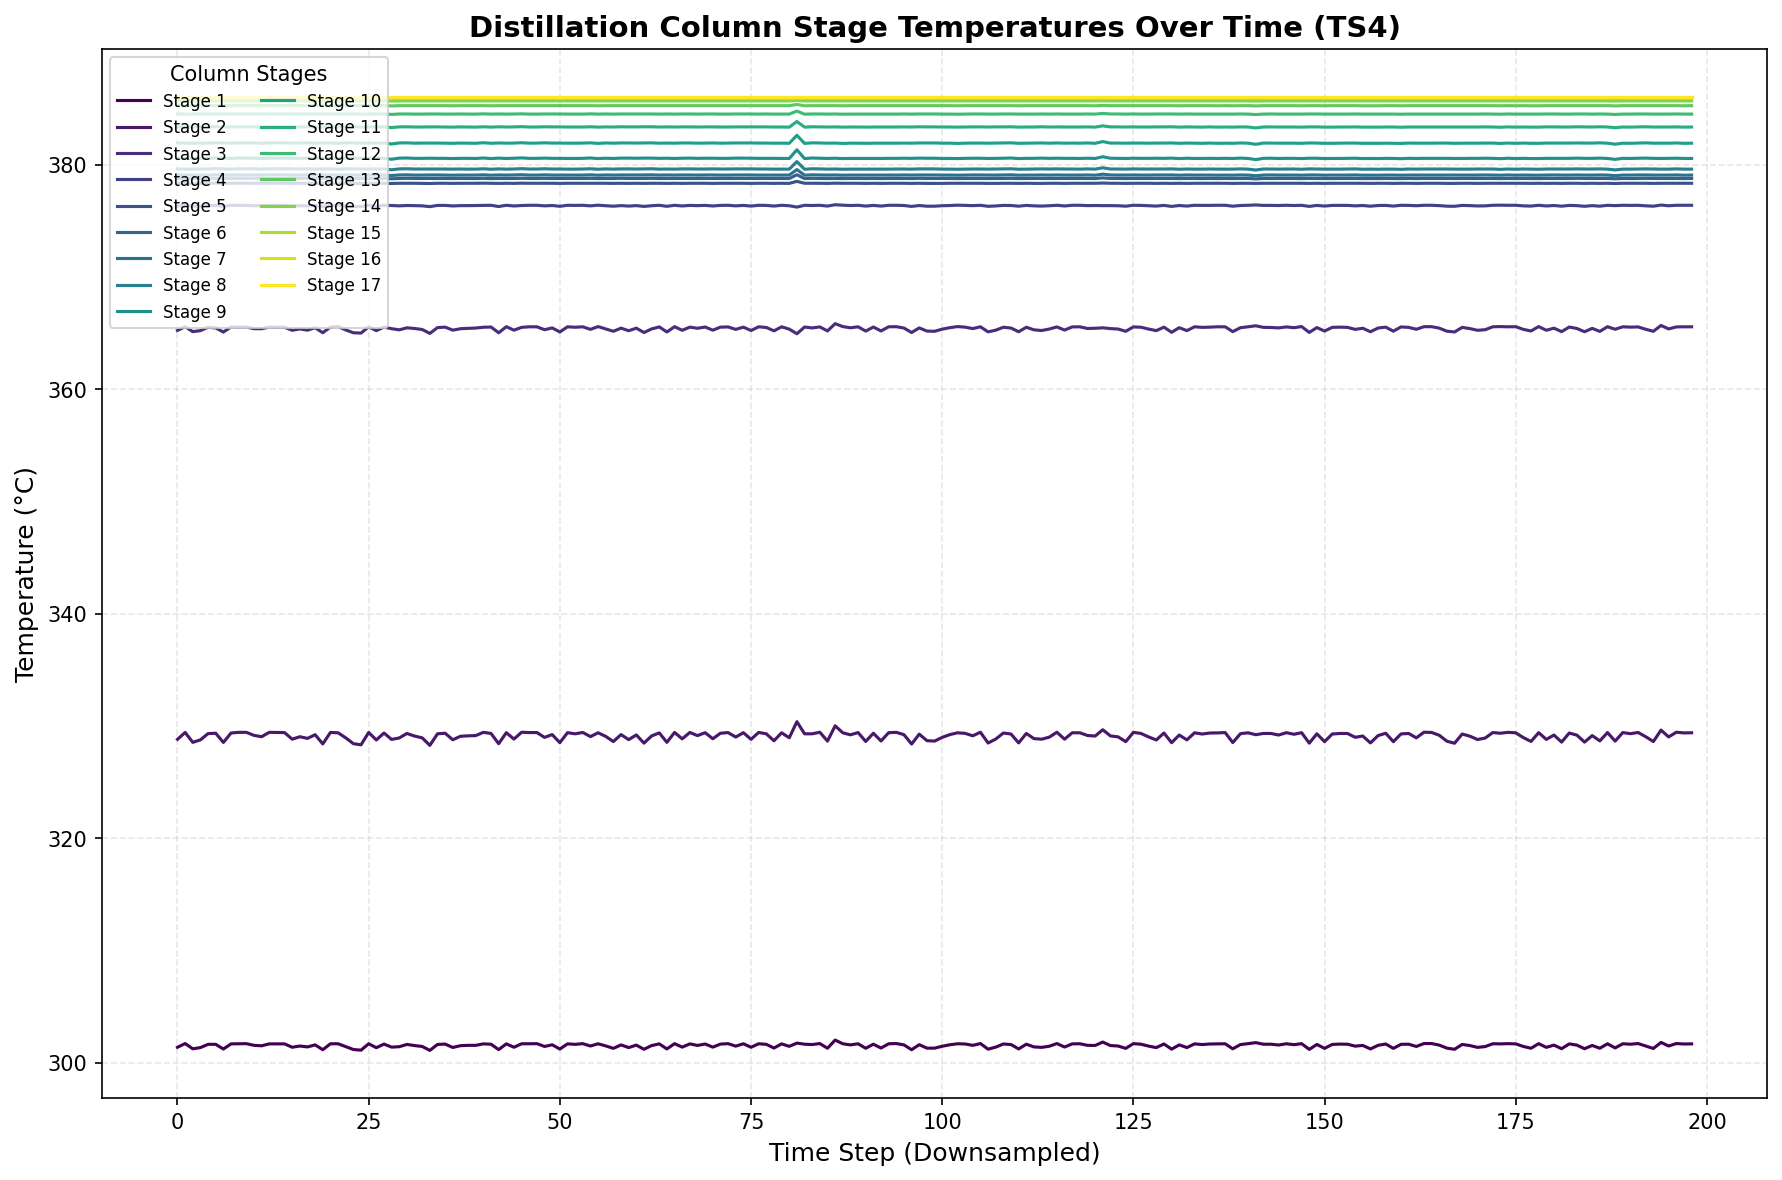 Distillation Column Stage Temperatures Over Time (TS4)
Column Stages
Stage 1
Stage 2
Stage 3
Stage 4
Stage 5
Stage 6
Stage 7
Stage 8
Stage 9
Stage 10
Stage 11
Stage 12
Stage 13
Stage 14
Stage 15
Stage 16
Stage 17
Temperature (°C)
380
360
340
320
300
0 25 50 75 100 125 150 175 200
Time Step (Downsampled)